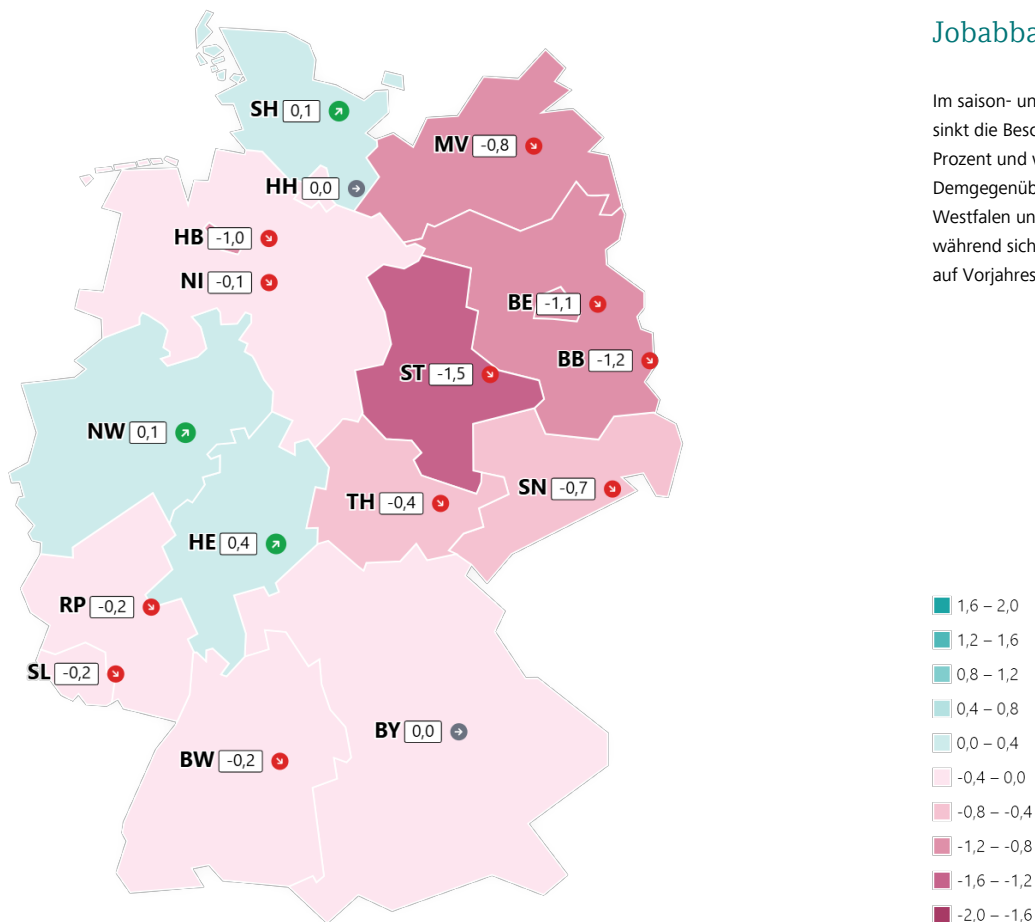 Jobabba
Im saison- un
sinkt die Besc
Prozent und v
Demgegenüb
Westfalen un
während sich
auf Vorjahres
SH 0,1
MV -0,8
HH 0,0
HB -1,0
NI -0,1
BE -1,1
BB -1,2
ST -1,5
NW 0,1
SN -0,7
TH -0,4
HE 0,4
RP -0,2
SL -0,2
BY 0,0
BW -0,2
1,6 – 2,0
1,2 – 1,6
0,8 – 1,2
0,4 – 0,8
0,0 – 0,4
-0,4 – 0,0
-0,8 – -0,4
-1,2 – -0,8
-1,6 – -1,2
-2,0 – -1,6